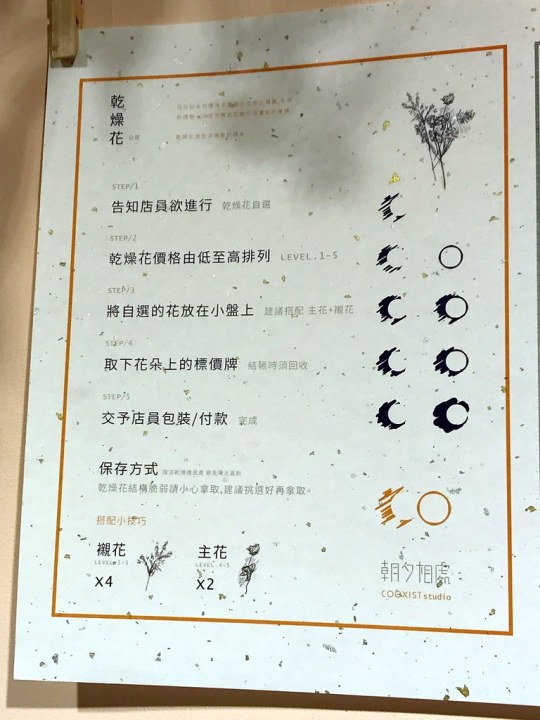 乾燥花
STEP/1
告知店員欲進行 乾燥花自選
STEP/2
乾燥花價格由低至高排列 LEVEL.1-5
STEP/3
將自選的花放在小盤上 建議搭配 主花+襯花
STEP/4
取下花朵上的標價牌 結帳時須回收
STEP/5
交予店員包裝/付款 完成
保存方式
乾燥花結構脆弱請小心拿取,建議挑選好再拿取。
搭配小技巧
襯花 主花
LEVEL.1-3 LEVEL.4-5
X4 X2
朝夕相處
COEXIST studio